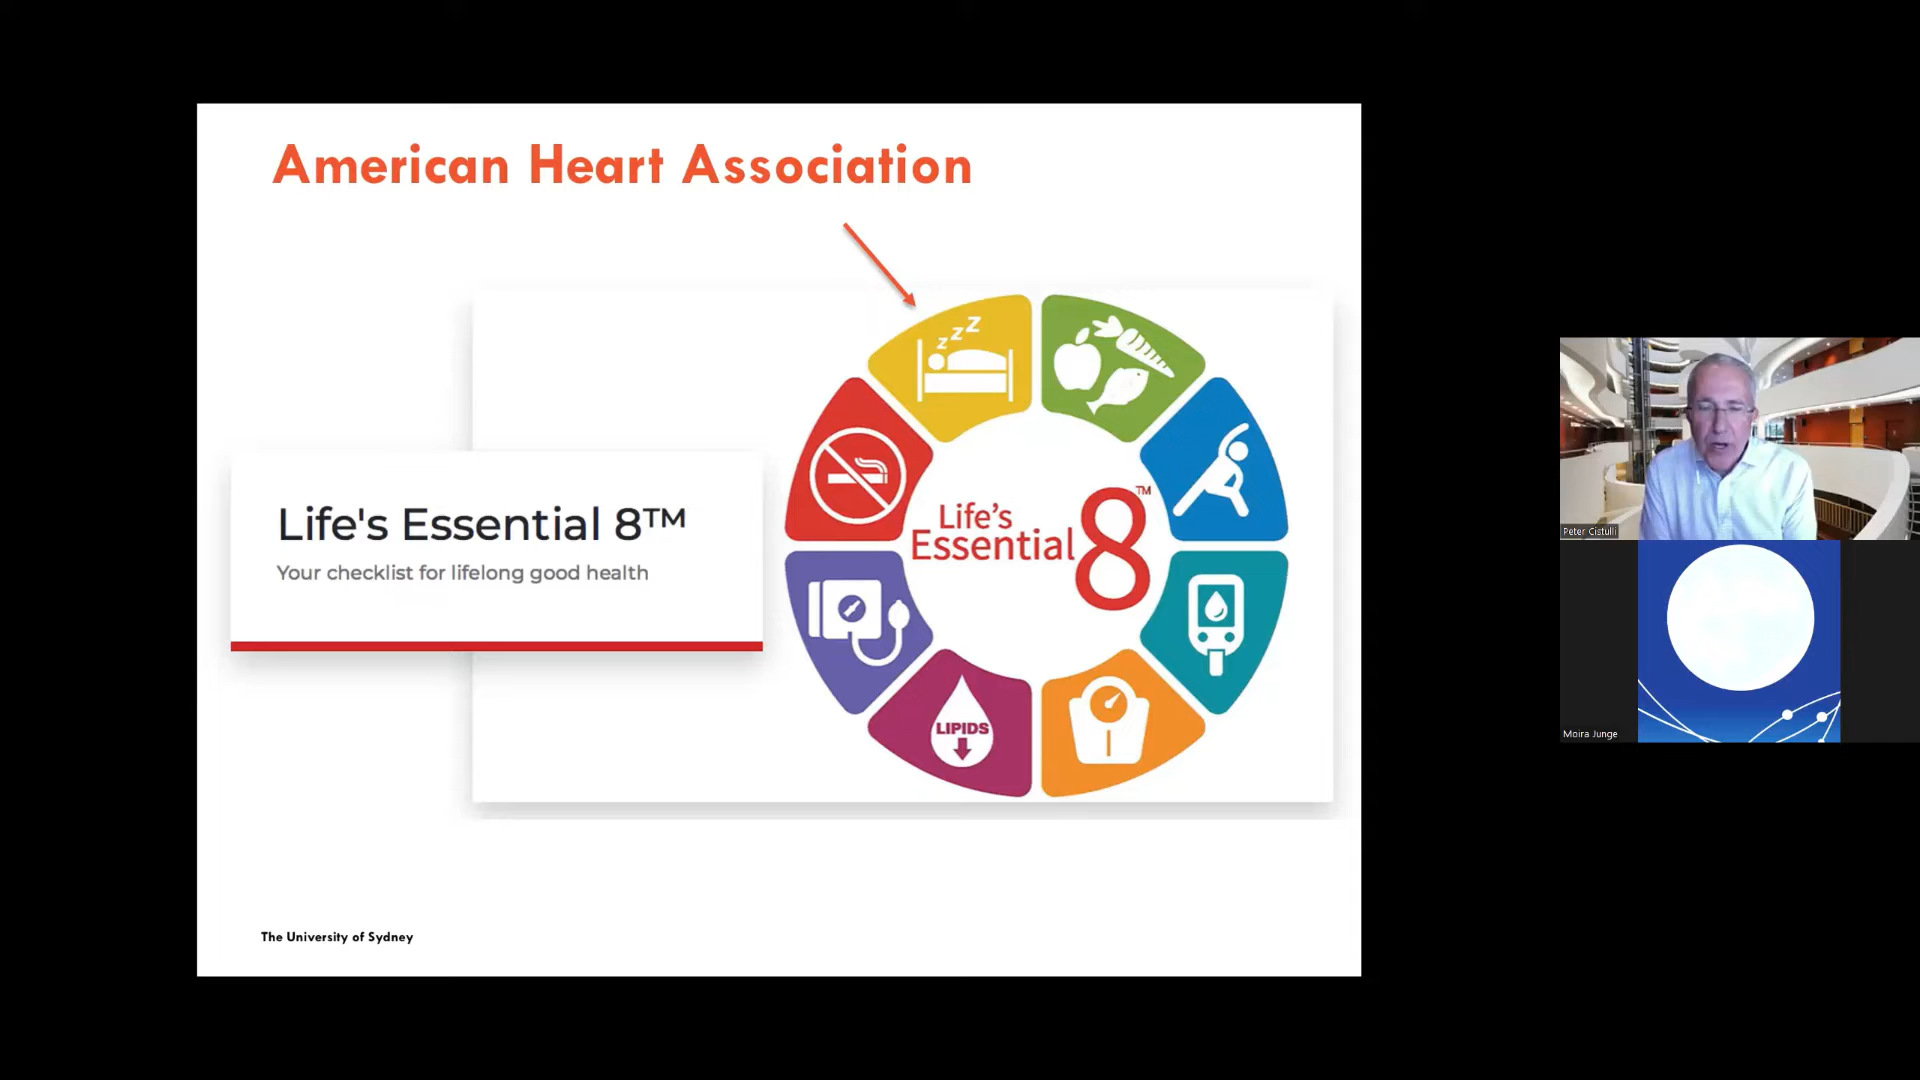 American Heart Association
Life's Essential 8™
Your checklist for lifelong good health
z z z
Life's
Essential 8™
LIPIDS
The University of Sydney
Peter Cistulli
Moira Junge